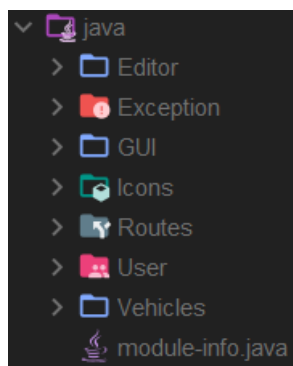 java
Editor
Exception
GUI
Icons
Routes
User
Vehicles
module-info.java